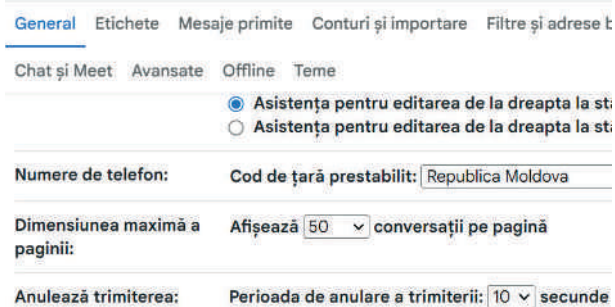 General Etichete Mesaje primite Conturi și importare Filtre și adrese
Chat și Meet Avansate Offline Teme
Asistența pentru editarea de la dreapta la
Asistența pentru editarea de la dreapta la
Numere de telefon: Cod de țară prestabilit: Republica Moldova
Dimensiunea maximă a Afișează 50 conversații pe pagină
paginii:
Anulează trimiterea: Perioada de anulare a trimiterii: 10 secunde